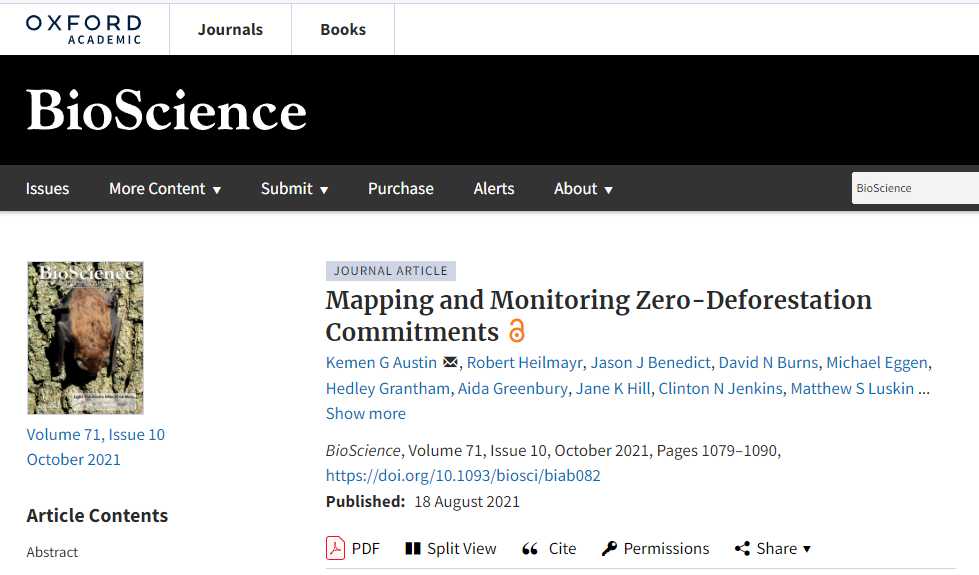 OXFORD
ACADEMIC
Journals
Books
BioScience
Issues
More Content
Submit
Purchase
Alerts
About
BioScience
BioScience
Volume 71, Issue 10
October 2021
Article Contents
Abstract
JOURNAL ARTICLE
Mapping and Monitoring Zero-Deforestation
Commitments
Kemen G Austin , Robert Heilmayr, Jason J Benedict, David N Burns, Michael Eggen,
Hedley Grantham, Aida Greenbury, Jane K Hill, Clinton N Jenkins, Matthew S Luskin ...
Show more
BioScience, Volume 71, Issue 10, October 2021, Pages 1079–1090,
https://doi.org/10.1093/biosci/biab082
Published: 18 August 2021
PDF
Split View
Cite
Permissions
Share